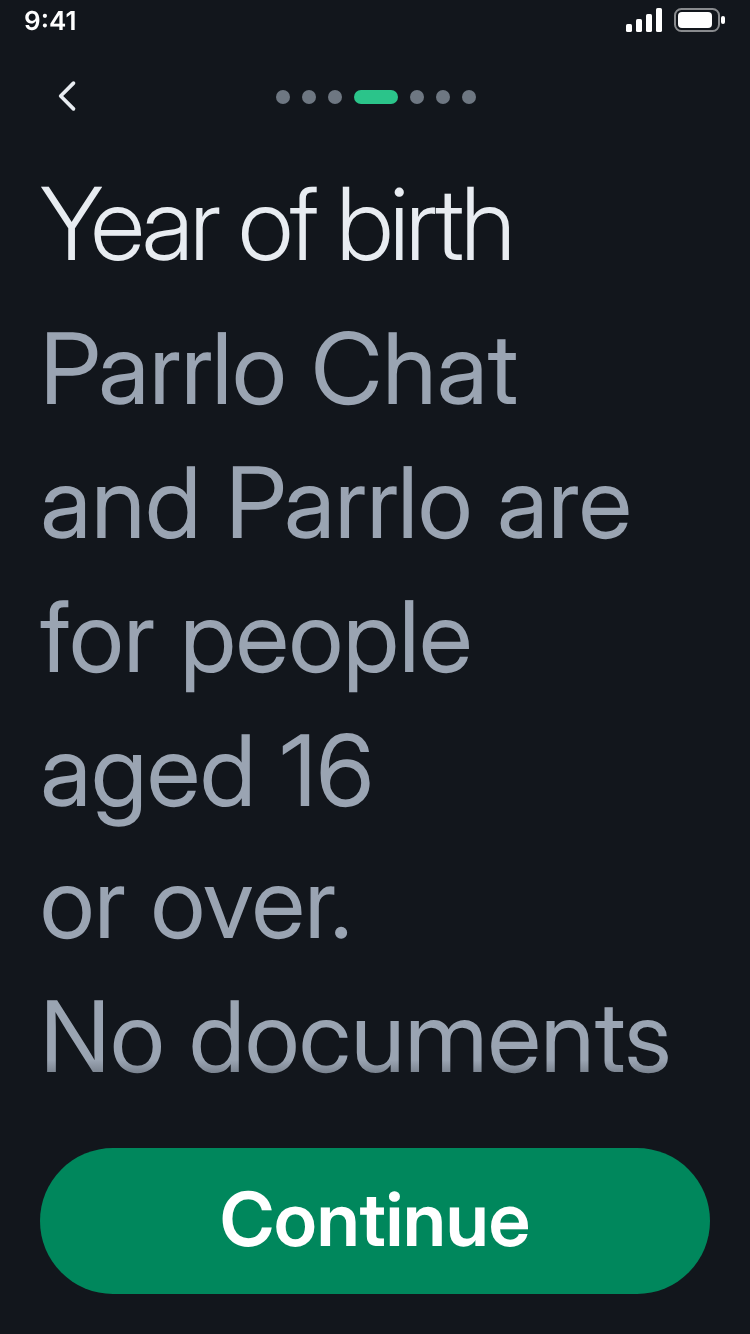 9:41
Year of birth
Parrlo Chat
and Parrlo are
for people
aged 16
or over.
No documents
Continue